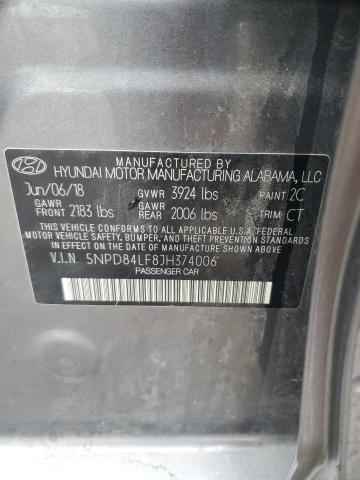 MANUFACTURED BY
HYUNDAI MOTOR MANUFACTURING ALABAMA, LLC
Jun/06/18 GVWR 3924 lbs PAINT 2C
GAWR FRONT 2183 lbs GAWR REAR 2006 lbs TRIM CT
THIS VEHICLE CONFORMS TO ALL APPLICABLE U.S.A FEDERAL
MOTOR VEHICLE SAFETY, BUMPER, AND THEFT PREVENTION
STANDARDS IN EFFECT ON THE DATE OF MANUFACTURE SHOWN ABOVE.
V.I.N. 5NPD84LF8JH374006
PASSENGER CAR